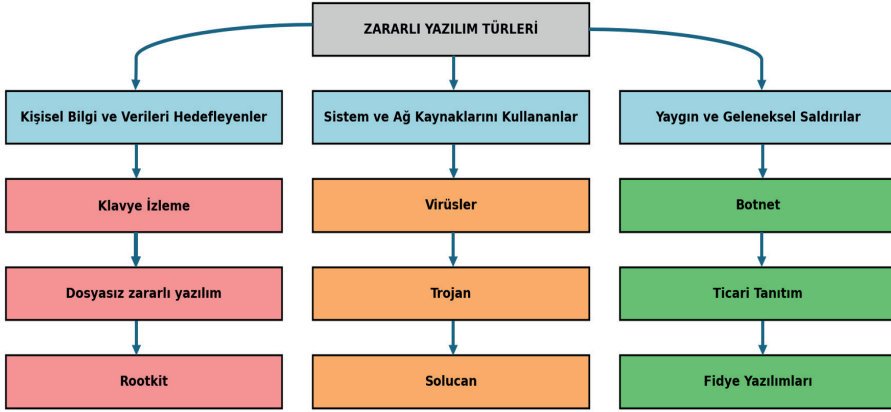 ZARARLI YAZILIM TÜRLERİ
Kişisel Bilgi ve Verileri Hedefleyenler
Sistem ve Ağ Kaynaklarını Kullananlar
Yaygın ve Geleneksel Saldırılar
Klavye İzleme
Virüsler
Botnet
Dosyasız zararlı yazılım
Trojan
Ticari Tanıtım
Rootkit
Solucan
Fidye Yazılımları